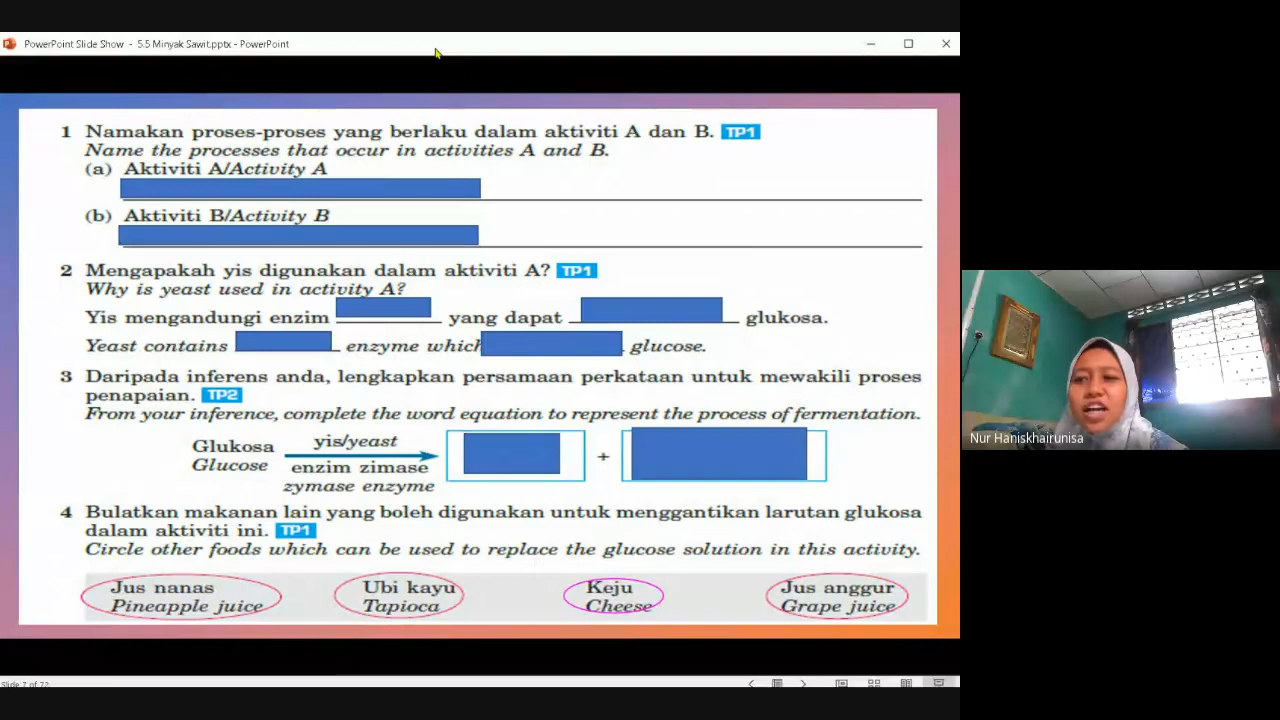 PowerPoint Slide Show - 5.5 Minyak Sawit.pptx - PowerPoint
1 Namakan proses-proses yang berlaku dalam aktiviti A dan B. TP1
Name the processes that occur in activities A and B.
(a) Aktiviti A/Activity A
(b) Aktiviti B/Activity B
2 Mengapakah yis digunakan dalam aktiviti A? TP1
Why is yeast used in activity A?
Yis mengandungi enzim yang dapat glukosa.
Yeast contains enzyme which glucose.
3 Daripada inferens anda, lengkapkan persamaan perkataan untuk mewakili proses
penapaian. TP2
From your inference, complete the word equation to represent the process of fermentation.
Glukosa
Glucose
yis/yeast
enzim zimase
zymase enzyme
+
4 Bulatkan makanan lain yang boleh digunakan untuk menggantikan larutan glukosa
dalam aktiviti ini. TP1
Circle other foods which can be used to replace the glucose solution in this activity.
Jus nanas
Pineapple juice
Ubi kayu
Tapioca
Keju
Cheese
Jus anggur
Grape juice
Nur Haniskhairunisa
Slide 7 of 72